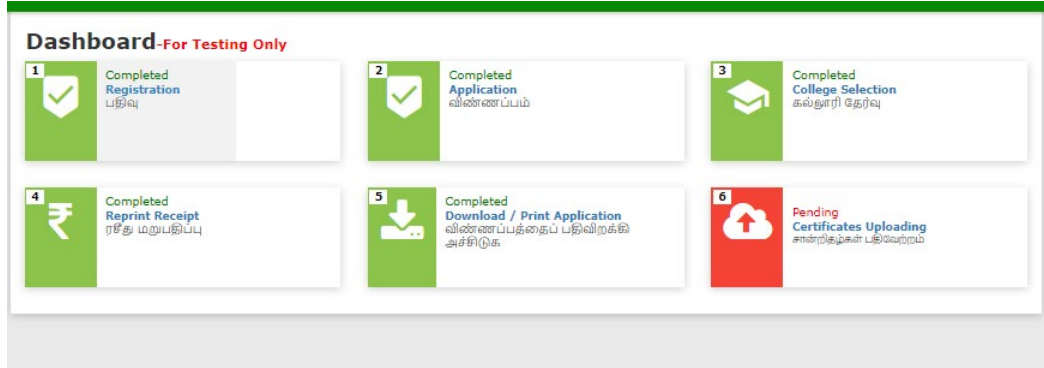 Dashboard-For Testing Only
1
Completed
Registration
பதிவு
2
Completed
Application
விண்ணப்பம்
3
Completed
College Selection
கல்லூரி தேர்வு
4
Completed
Reprint Receipt
ரசீது மறுபதிப்பு
5
Completed
Download / Print Application
விண்ணப்பத்தைப் பதிவிறக்கி
அச்சிடுக
6
Pending
Certificates Uploading
சான்றிதழ்கள் பதிவேற்றம்